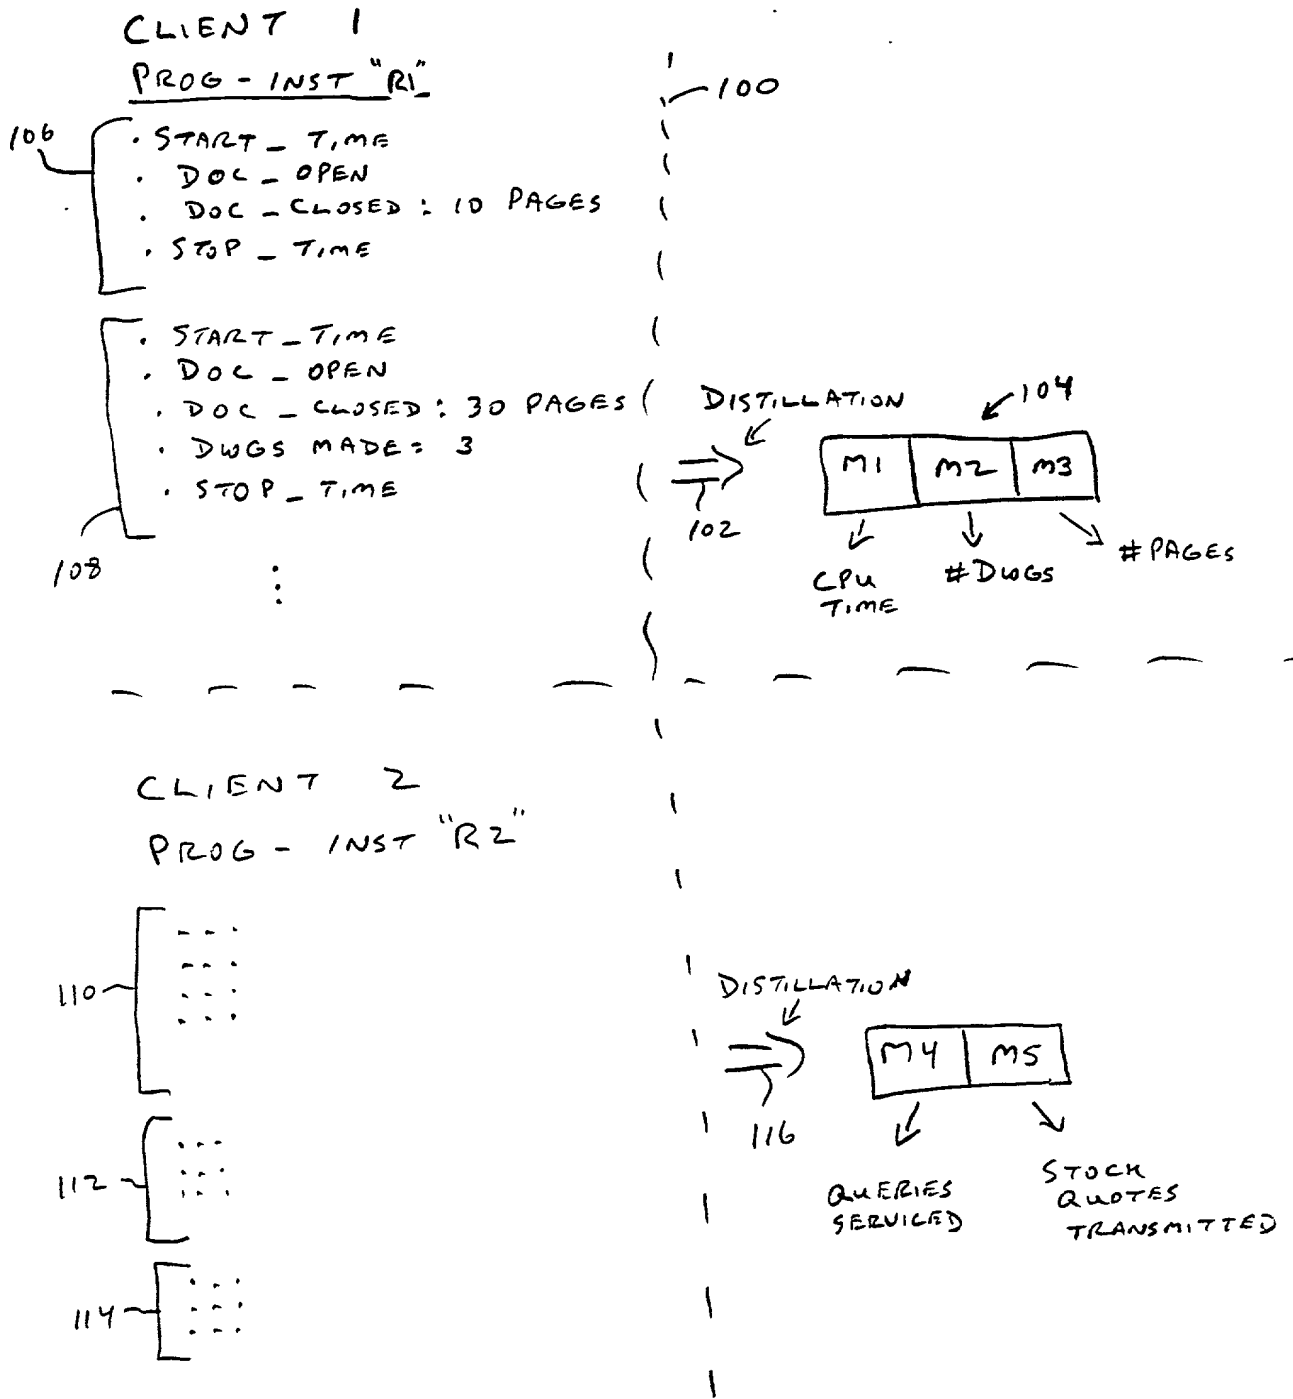 CLIENT 1
PROG - INST "R1"
100
106
. START _ TIME
. DOC _ OPEN
. DOC _ CLOSED : 10 PAGES
. STOP _ TIME
. START _ TIME
. DOC _ OPEN
. DOC _ CLOSED : 30 PAGES
. DWGS MADE = 3
. STOP _ TIME
108
DISTILLATION
104
M1 M2 M3
102
CPU
TIME
#DWGS
#PAGES
CLIENT 2
PROG - INST "R2"
110
112
114
DISTILLATION
M4 M5
116
QUERIES
SERVICED
STOCK
QUOTES
TRANSMITTED